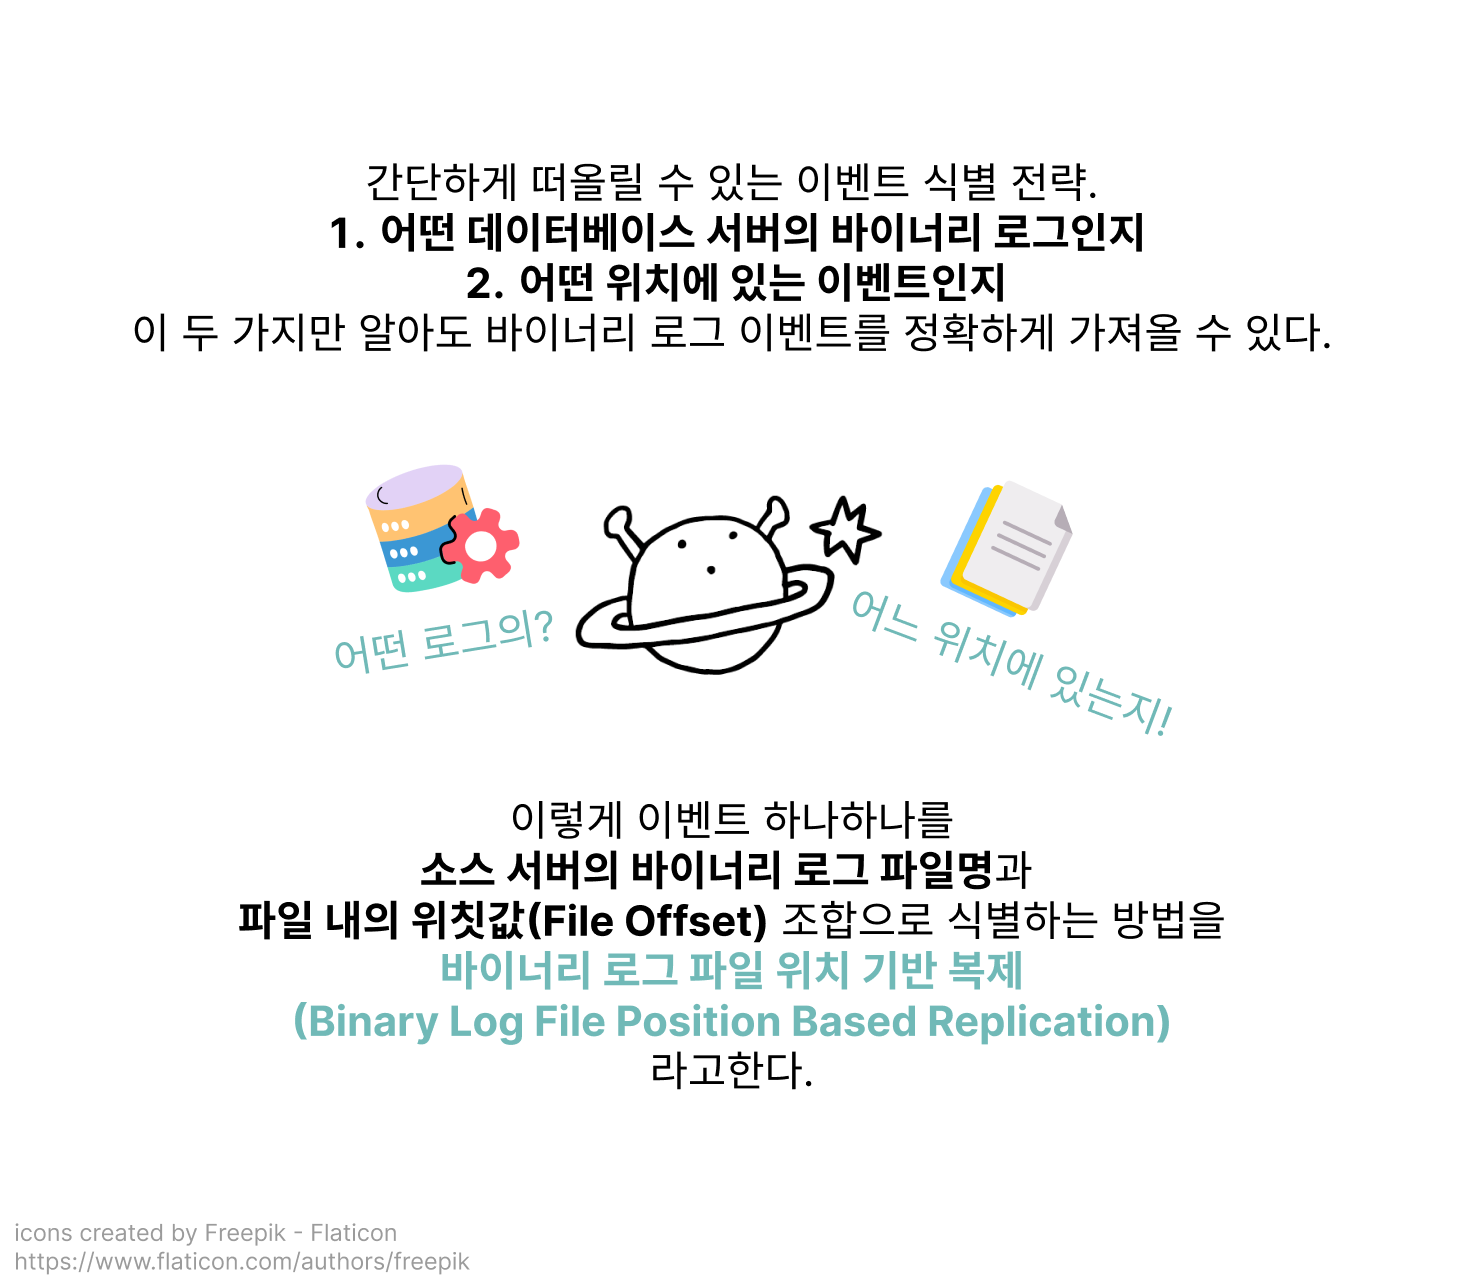 간단하게 떠올릴 수 있는 이벤트 식별 전략.
1. 어떤 데이터베이스 서버의 바이너리 로그인지
2. 어떤 위치에 있는 이벤트인지
이 두 가지만 알아도 바이너리 로그 이벤트를 정확하게 가져올 수 있다.
어떤 로그의?
어느 위치에 있는지!
이렇게 이벤트 하나하나를
소스 서버의 바이너리 로그 파일명과
파일 내의 위칫값(File Offset) 조합으로 식별하는 방법을
바이너리 로그 파일 위치 기반 복제
(Binary Log File Position Based Replication)
라고한다.
icons created by Freepik - Flaticon
https://www.flaticon.com/authors/freepik